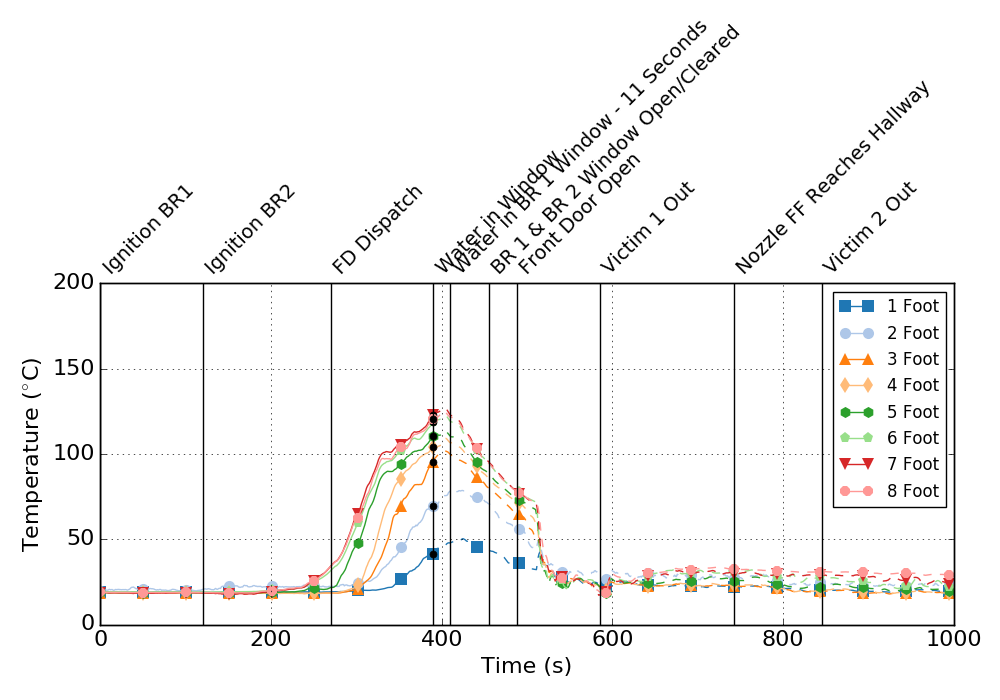 Ignition BR1
Ignition BR2
FD Dispatch
Water in Window
Water in BR 1 Window - 11 Seconds
BR 1 & BR 2 Window Open/Cleared
Front Door Open
Victim 1 Out
Nozzle FF Reaches Hallway
Victim 2 Out
200
150
100
50
0
Temperature (°C)
1 Foot
2 Foot
3 Foot
4 Foot
5 Foot
6 Foot
7 Foot
8 Foot
0 200 400 600 800 1000
Time (s)